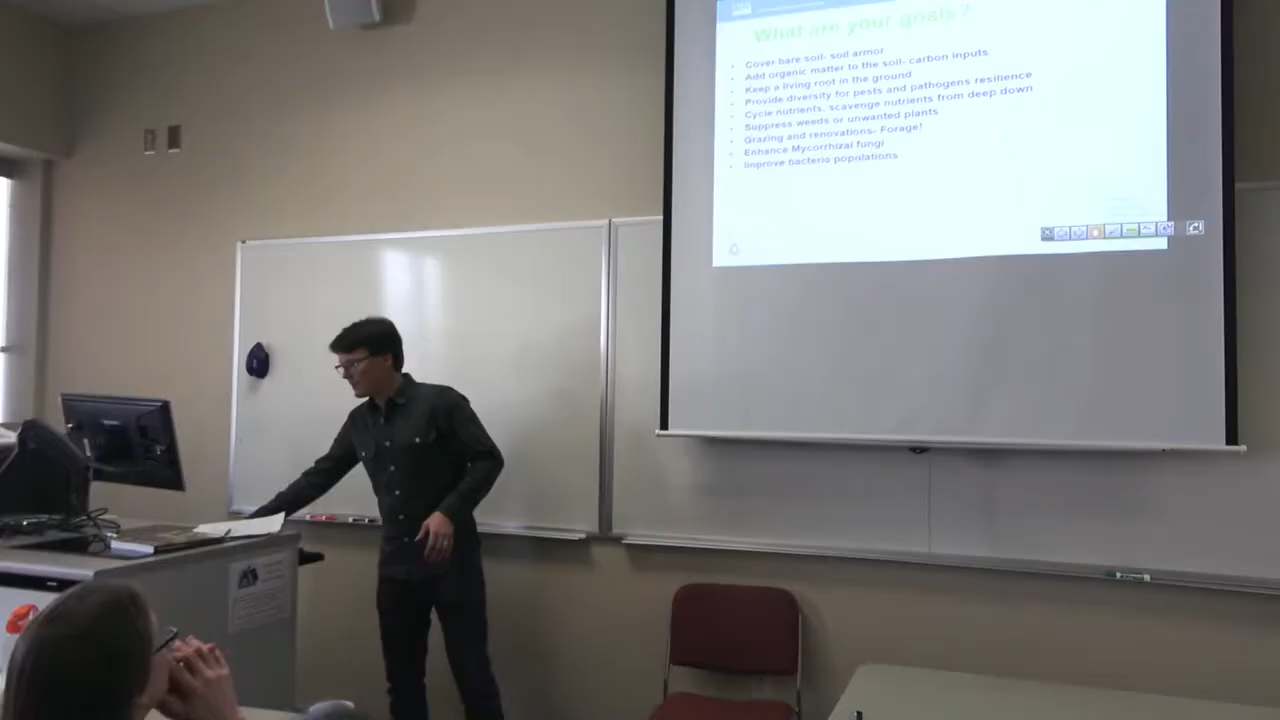 What are your goals?
Cover bare soil- soil armor
Add organic matter to the soil- carbon inputs
Keep a living root in the ground
Provide diversity for pests and pathogens resilience
Cycle nutrients, scavenge nutrients from deep down
Suppress weeds or unwanted plants
Grazing and renovations- Forage!
Enhance Mycorrhizal fungi
Improve bacteria populations